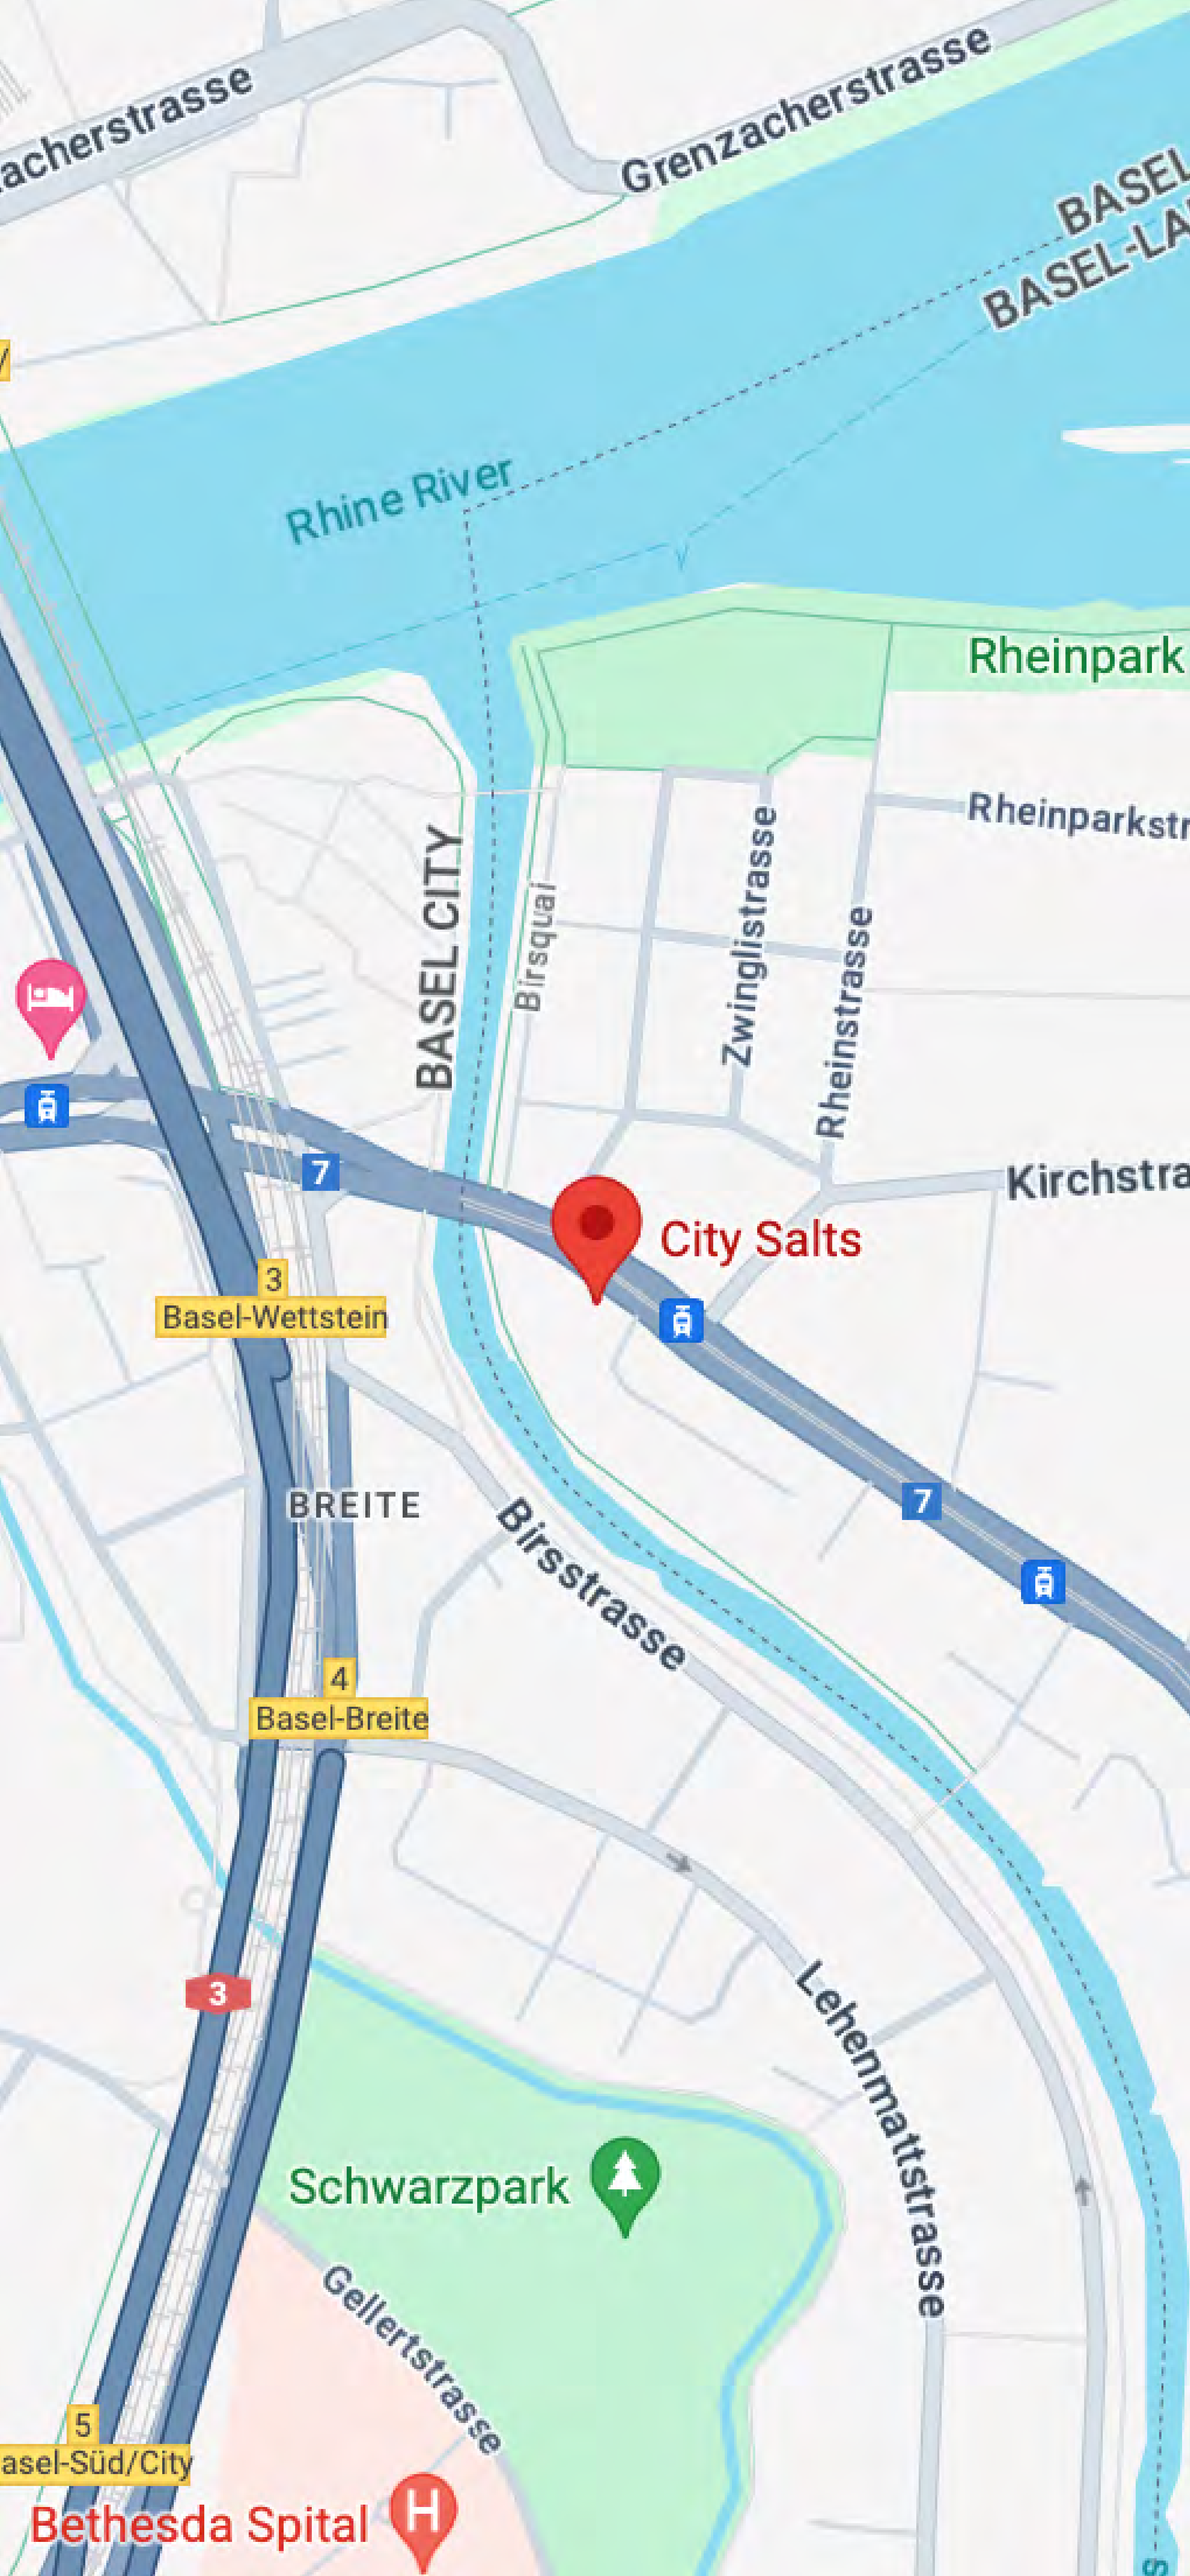 acherstrasse
Grenzacherstrasse
BASEL
BASEL-LA
Rhine River
Rheinpark
Rheinparkstr
Zwinglistrasse
BASEL CITY
Birsquai
Rheinstrasse
7
Kirchstra
City Salts
3
Basel-Wettstein
7
BREITE
Birsstrasse
4
Basel-Breite
3
Lehenmattstrasse
Schwarzpark
Gellertstrasse
5
asel-Süd/City
H
Bethesda Spital